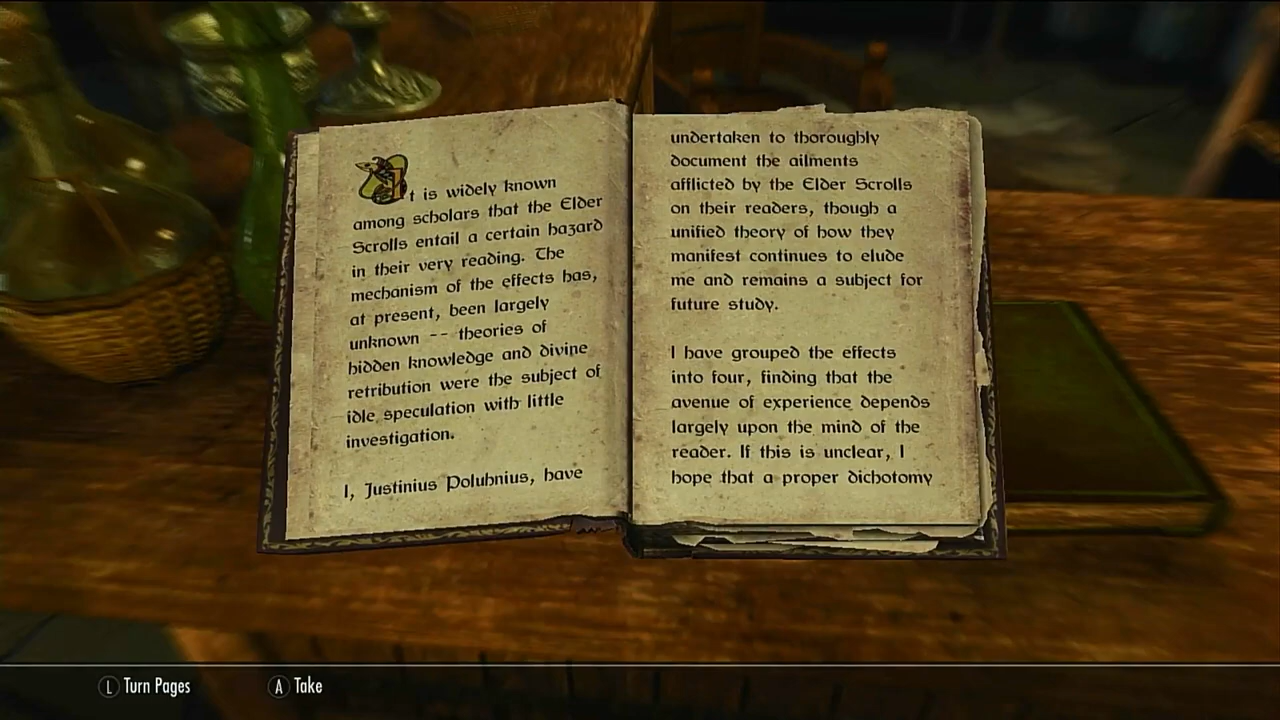 It is widely known
among scholars that the Elder
Scrolls entail a certain hazard
in their very reading. The
mechanism of the effects has,
at present, been largely
unknown -- theories of
hidden knowledge and divine
retribution were the subject of
idle speculation with little
investigation.
I, Justinius Poluhnius, have
undertaken to thoroughly
document the ailments
afflicted by the Elder Scrolls
on their readers, though a
unified theory of how they
manifest continues to elude
me and remains a subject for
future study.
I have grouped the effects
into four, finding that the
avenue of experience depends
largely upon the mind of the
reader. If this is unclear, I
hope that a proper dichotomy
L Turn Pages
A Take